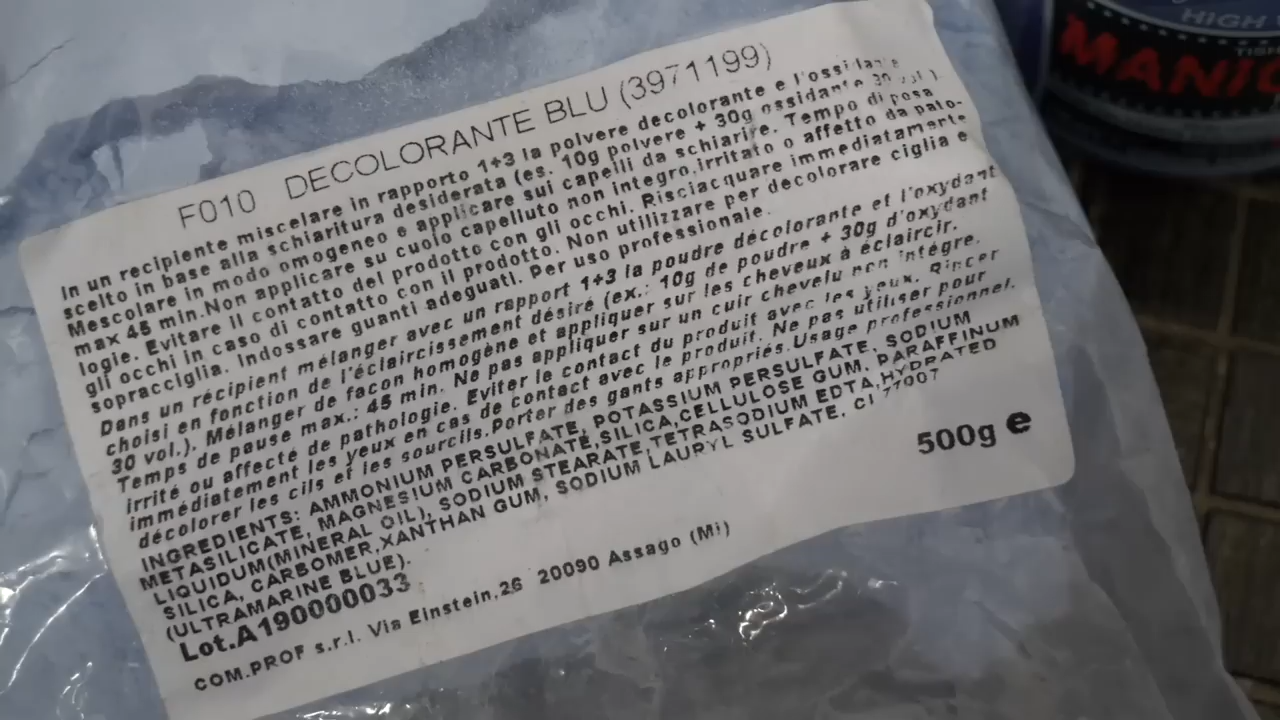 F010 DECOLORANTE BLU (3971199)
In un recipiente miscelare in rapporto 1+3 la polvere decolorante e l'ossidante
scelto in base alla schiaritura desiderata (es. 10g polvere + 30g ossidante 30 vol.).
Mescolare in modo omogeneo e applicare sui capelli da schiarire. Tempo di posa
max 45 min.Non applicare su cuoio capelluto non integro,irritato o affetto da pato-
logie. Evitare il contatto del prodotto con gli occhi. Risciacquare immediatamente
gli occhi in caso di contatto con il prodotto. Non utilizzare per decolorare ciglia e
sopracciglia. Indossare guanti adeguati. Per uso professionale.
Dans un récipient mélanger avec un rapport 1+3 la poudre décolorante et l'oxydant
choisi en fonction de l'éclaircissement désiré (ex.: 10g de poudre + 30g d'oxydant
30 vol.). Mélanger de facon homogène et appliquer sur les cheveux à éclaircir.
Temps de pause max.: 45 min. Ne pas appliquer sur un cuir chevelu non intégre.
irrité ou affecté de pathologie. Eviter le contact du produit avec les yeux. Rincer
immédiatement les yeux en cas de contact avec le produit. Ne pas utiliser pour
décolorer les cils et les sourcils.Porter des gants appropriés.Usage professionnel.
INGREDIENTS: AMMONIUM PERSULFATE, POTASSIUM PERSULFATE, SODIUM
METASILICATE, MAGNESIUM CARBONATE,SILICA,CELLULOSE GUM, PARAFFINUM
LIQUIDUM(MINERAL OIL), SODIUM STEARATE,TETRASODIUM EDTA,HYDRATED
SILICA, CARBOMER,XANTHAN GUM, SODIUM LAURYL SULFATE, CI 77007
(ULTRAMARINE BLUE).
Lot.A190000033
500g e
COM.PROF s.r.l. Via Einstein,26 20090 Assago (Mi)
HIGH